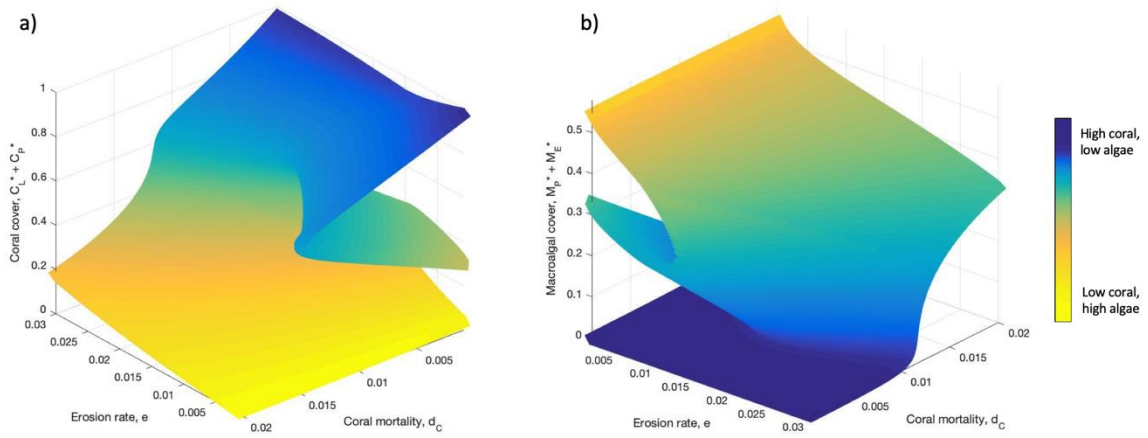 a)
Coral cover, C_L* + C_P*
1
0.8
0.6
0.4
0.2
0
0.03
0.025
0.02
0.015
0.01
0.005
Erosion rate, e
0.02
0.015
0.01
0.005
Coral mortality, d_C
b)
Macroalgal cover, M_P* + M_E*
0.5
0.4
0.3
0.2
0.1
0
0.005
0.01
0.015
0.02
0.025
0.03
Erosion rate, e
0.005
0.01
0.015
0.02
Coral mortality, d_C
High coral,
low algae
Low coral,
high algae